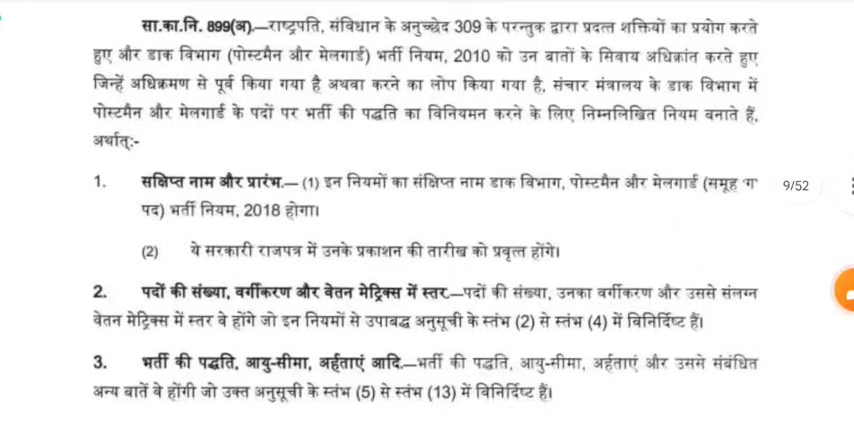 सा.का.नि. 899(अ).—राष्ट्रपति, संविधान के अनुच्छेद 309 के परन्तुक द्वारा प्रदत्त शक्तियों का प्रयोग करते
हुए और डाक विभाग (पोस्टमैन और मेलगार्ड) भर्ती नियम, 2010 को उन बातों के सिवाय अधिक्रांत करते हुए
जिन्हें अधिक्रमण से पूर्व किया गया है अथवा करने का लोप किया गया है, संचार मंत्रालय के डाक विभाग में
पोस्टमैन और मेलगार्ड के पदों पर भर्ती की पद्धति का विनियमन करने के लिए निम्नलिखित नियम बनाते हैं,
अर्थात्:-
1. सक्षिप्त नाम और प्रारंभ.— (1) इन नियमों का संक्षिप्त नाम डाक विभाग, पोस्टमैन और मेलगार्ड (समूह 'ग'
पद) भर्ती नियम, 2018 होगा।
9/52
(2) ये सरकारी राजपत्र में उनके प्रकाशन की तारीख को प्रवृत्त होंगे।
2. पदों की संख्या, वर्गीकरण और वेतन मेट्रिक्स में स्तर.—पदों की संख्या, उनका वर्गीकरण और उससे संलग्न
वेतन मेट्रिक्स में स्तर वे होंगे जो इन नियमों से उपाबद्ध अनुसूची के स्तंभ (2) से स्तंभ (4) में विनिर्दिष्ट हैं।
3. भर्ती की पद्धति, आयु-सीमा, अर्हताएं आदि.—भर्ती की पद्धति, आयु-सीमा, अर्हताएं और उससे संबंधित
अन्य बातें वे होंगी जो उक्त अनुसूची के स्तंभ (5) से स्तंभ (13) में विनिर्दिष्ट हैं।